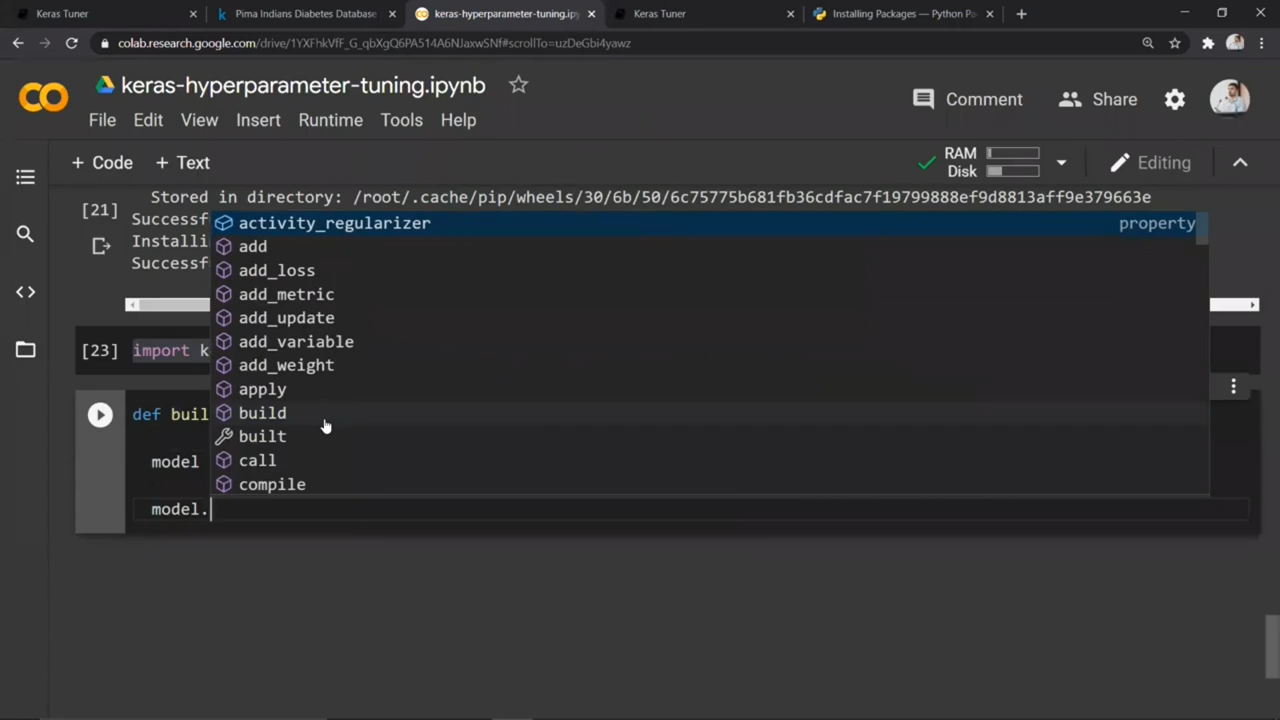 Keras Tuner
Pima Indians Diabetes Database
keras-hyperparameter-tuning.ipynb
Keras Tuner
Installing Packages — Python Pa
colab.research.google.com/drive/1YXFhkVfF_G_qbXgQ6PA514A6NJaxwSNf#scrollTo=uzDeGbi4yawz
CO
keras-hyperparameter-tuning.ipynb
Comment
Share
File Edit View Insert Runtime Tools Help
+ Code + Text
RAM
Disk
Editing
Stored in directory: /root/.cache/pip/wheels/30/6b/50/6c75775b681fb36cdfac7f19799888ef9d8813aff9e379663e
[21]
Successf
Installi
Successf
activity_regularizer property
add
add_loss
add_metric
add_update
add_variable
add_weight
apply
build
built
call
compile
[23] import k
def buil
model
model.